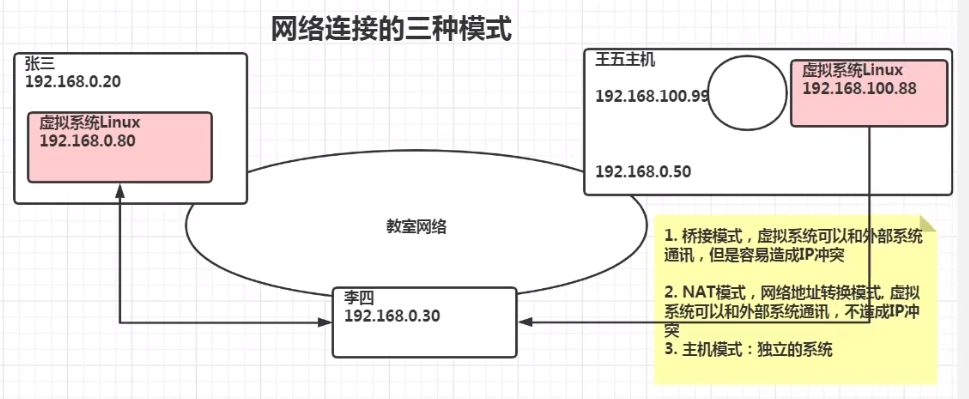 网络连接的三种模式
张三
192.168.0.20
虚拟系统Linux
192.168.0.80
王五主机
192.168.100.99
虚拟系统Linux
192.168.100.88
192.168.0.50
教室网络
李四
192.168.0.30
1. 桥接模式，虚拟系统可以和外部系统
通讯，但是容易造成IP冲突
2. NAT模式，网络地址转换模式, 虚拟
系统可以和外部系统通讯，不造成IP冲
突
3. 主机模式：独立的系统